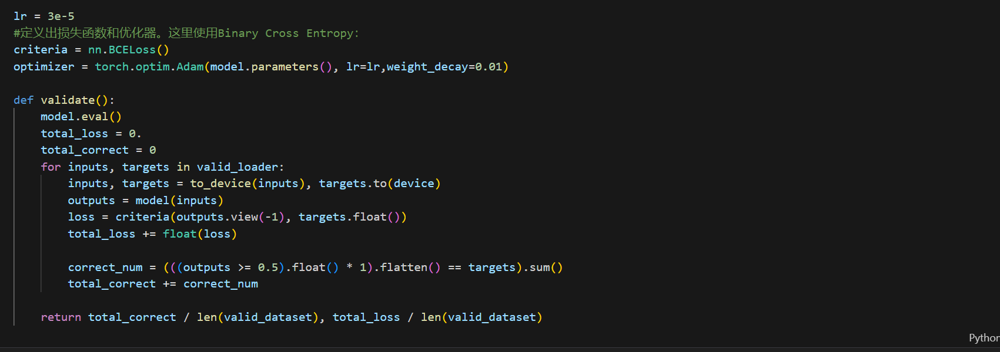 lr = 3e-5
#定义出损失函数和优化器。这里使用Binary Cross Entropy:
criteria = nn.BCELoss()
optimizer = torch.optim.Adam(model.parameters(), lr=lr,weight_decay=0.01)
def validate():
    model.eval()
    total_loss = 0.
    total_correct = 0
    for inputs, targets in valid_loader:
        inputs, targets = to_device(inputs), targets.to(device)
        outputs = model(inputs)
        loss = criteria(outputs.view(-1), targets.float())
        total_loss += float(loss)
        correct_num = (((outputs >= 0.5).float() * 1).flatten() == targets).sum()
        total_correct += correct_num
    return total_correct / len(valid_dataset), total_loss / len(valid_dataset)
Python